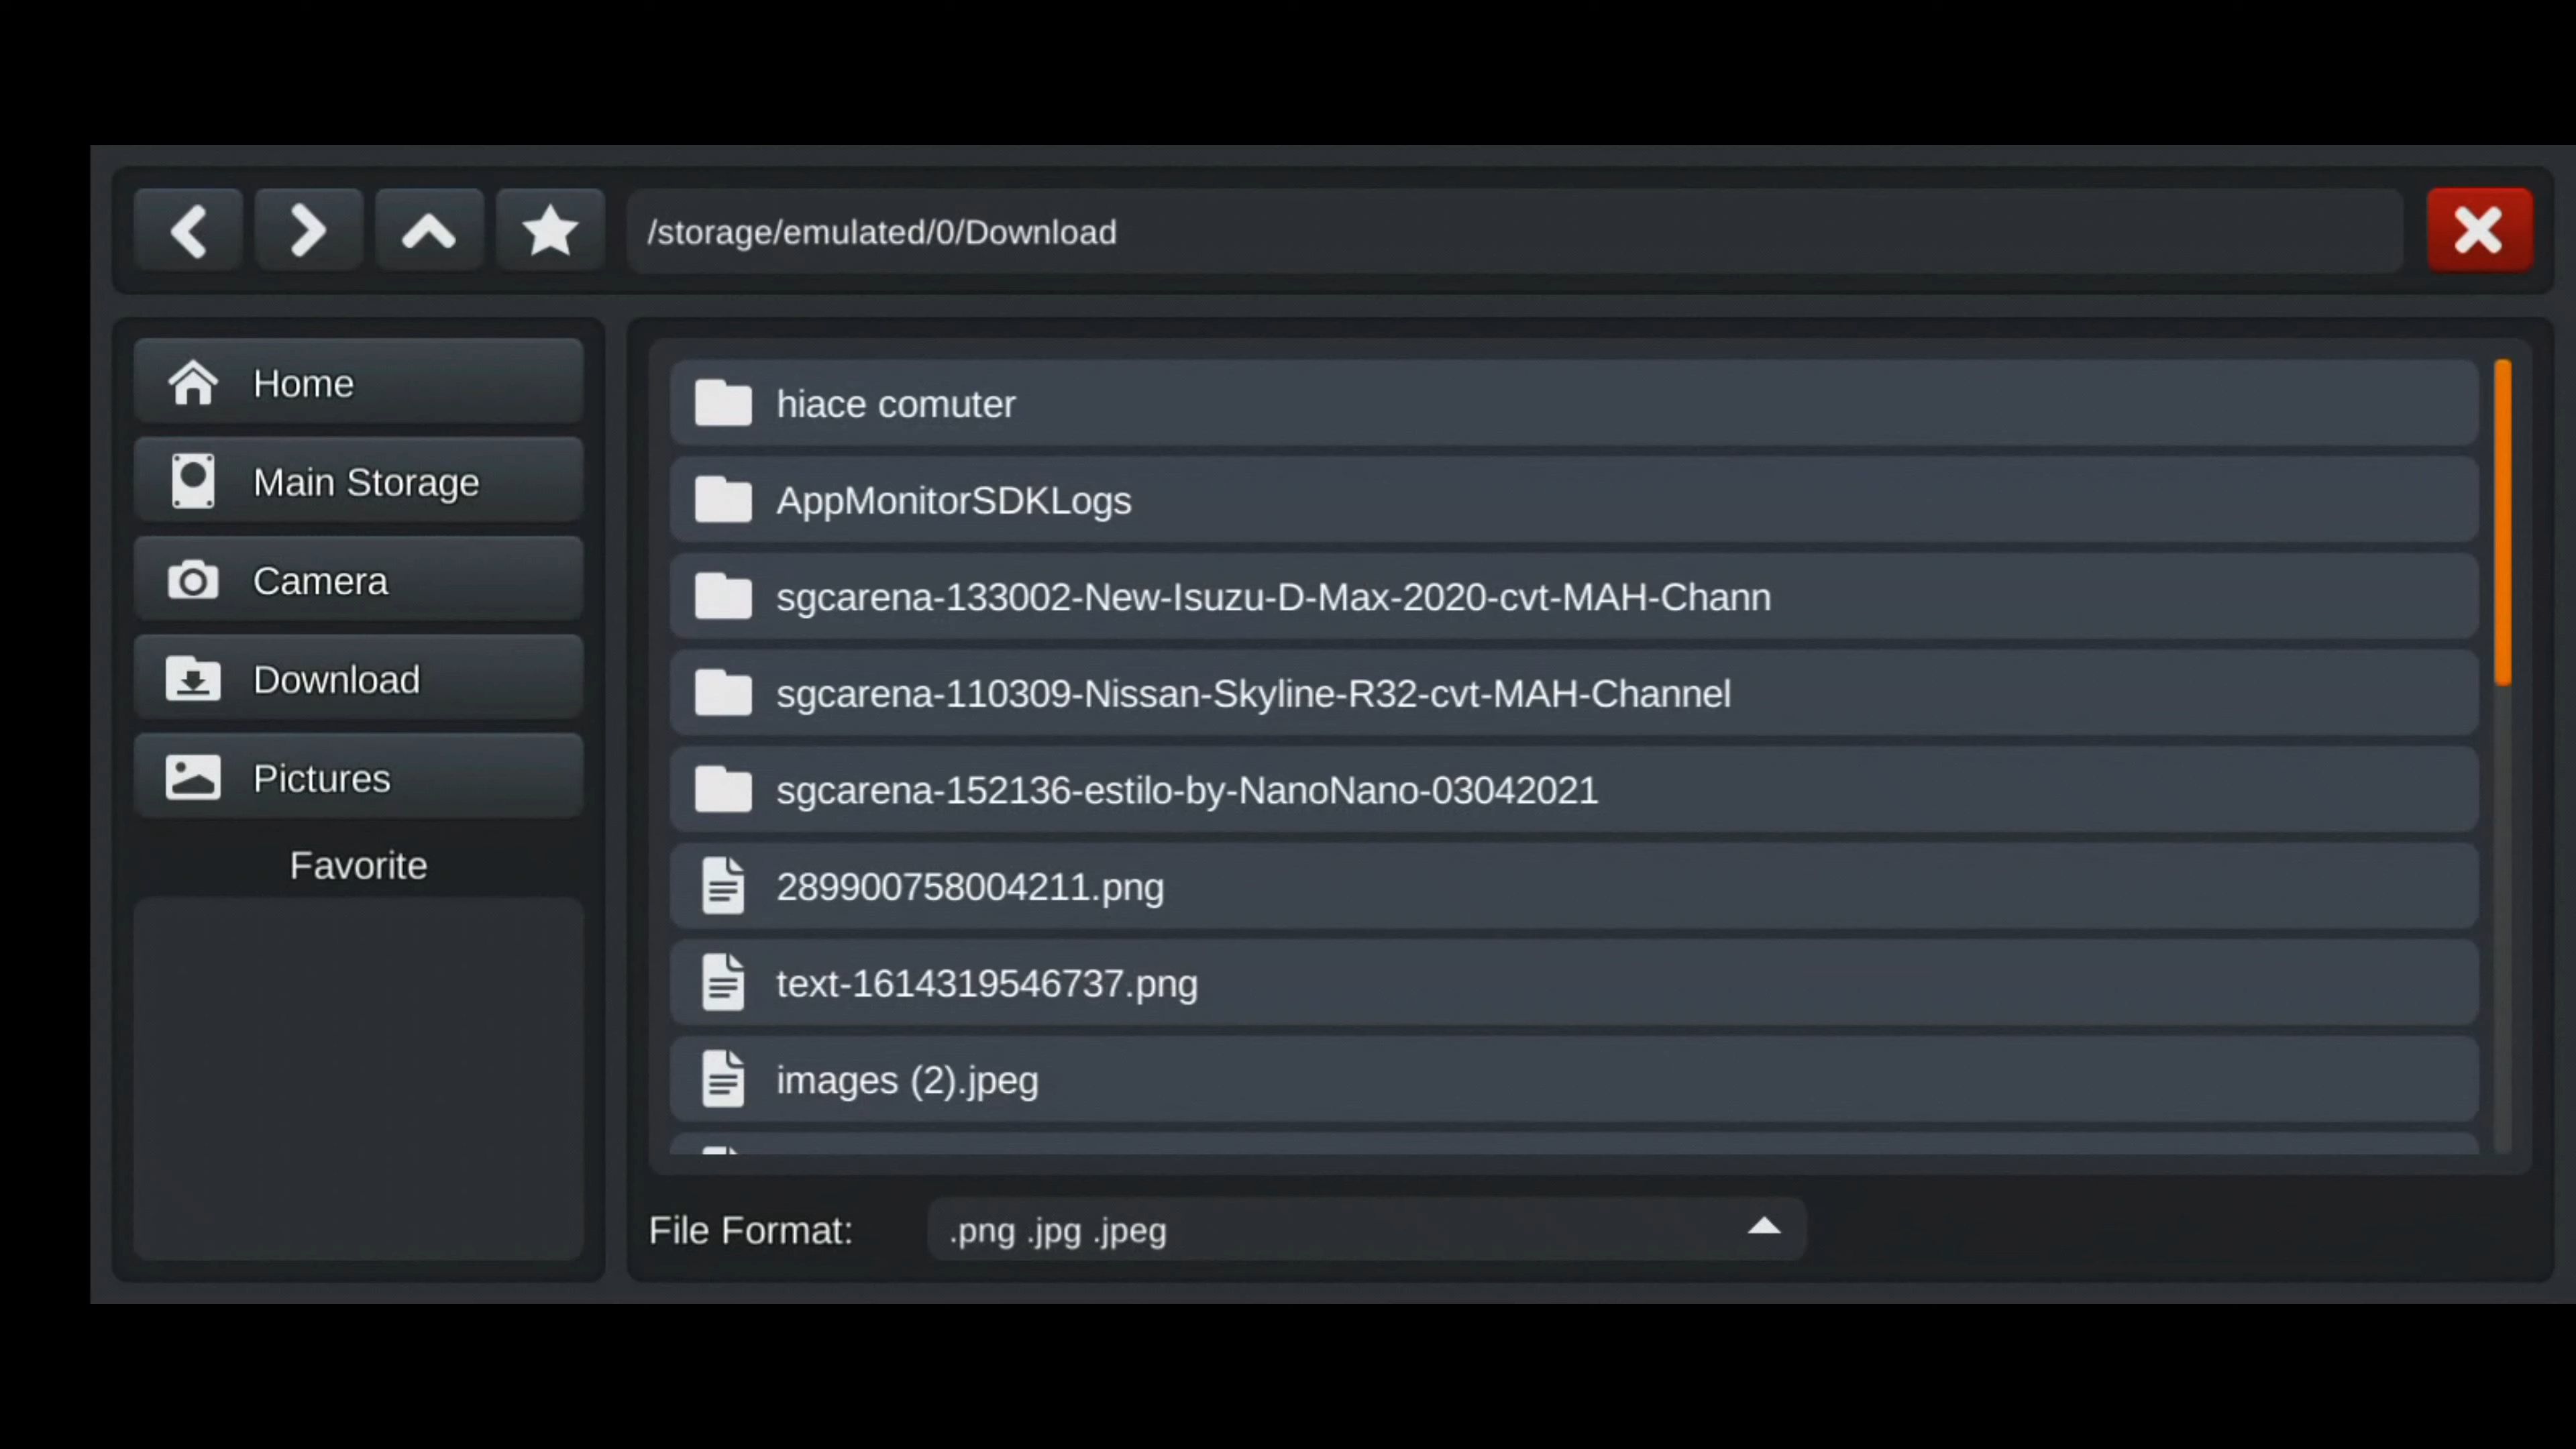 /storage/emulated/0/Download
Home
Main Storage
Camera
Download
Pictures
Favorite
hiace comuter
AppMonitorSDKLogs
sgcarena-133002-New-Isuzu-D-Max-2020-cvt-MAH-Chann
sgcarena-110309-Nissan-Skyline-R32-cvt-MAH-Channel
sgcarena-152136-estilo-by-NanoNano-03042021
289900758004211.png
text-1614319546737.png
images (2).jpeg
File Format: .png .jpg .jpeg